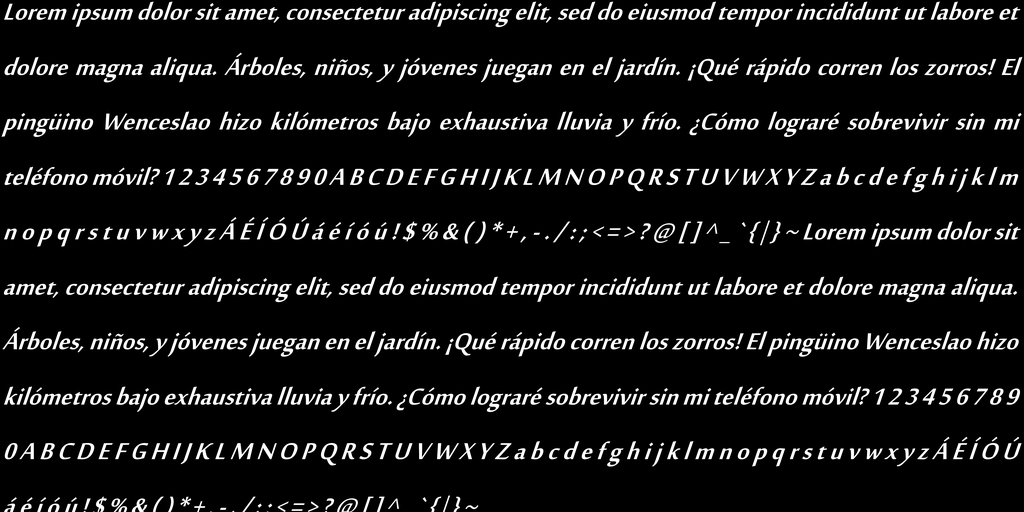 Lorem ipsum dolor sit amet, consectetur adipiscing elit, sed do eiusmod tempor incididunt ut labore et
dolore magna aliqua. Árboles, niños, y jóvenes juegan en el jardín. ¡Qué rápido corren los zorros! El
pingüino Wenceslao hizo kilómetros bajo exhaustiva lluvia y frío. ¿Cómo lograré sobrevivir sin mi
teléfono móvil? 1 2 3 4 5 6 7 8 9 0 A B C D E F G H I J K L M N O P Q R S T U V W X Y Z a b c d e f g h i j k l m
n o p q r s t u v w x y z Á É Í Ó Ú á é í ó ú ! $ % & ( ) * + , - . / : ; < = > ? @ [ ] ^ _ ` { | } ~ Lorem ipsum dolor sit
amet, consectetur adipiscing elit, sed do eiusmod tempor incididunt ut labore et dolore magna aliqua.
Árboles, niños, y jóvenes juegan en el jardín. ¡Qué rápido corren los zorros! El pingüino Wenceslao hizo
kilómetros bajo exhaustiva lluvia y frío. ¿Cómo lograré sobrevivir sin mi teléfono móvil? 1 2 3 4 5 6 7 8 9
0 A B C D E F G H I J K L M N O P Q R S T U V W X Y Z a b c d e f g h i j k l m n o p q r s t u v w x y z Á É Í Ó Ú
á é í ó ú ! $ % & ( ) * + , - . / : ; < = > ? @ [ ] ^ _ ` { | } ~